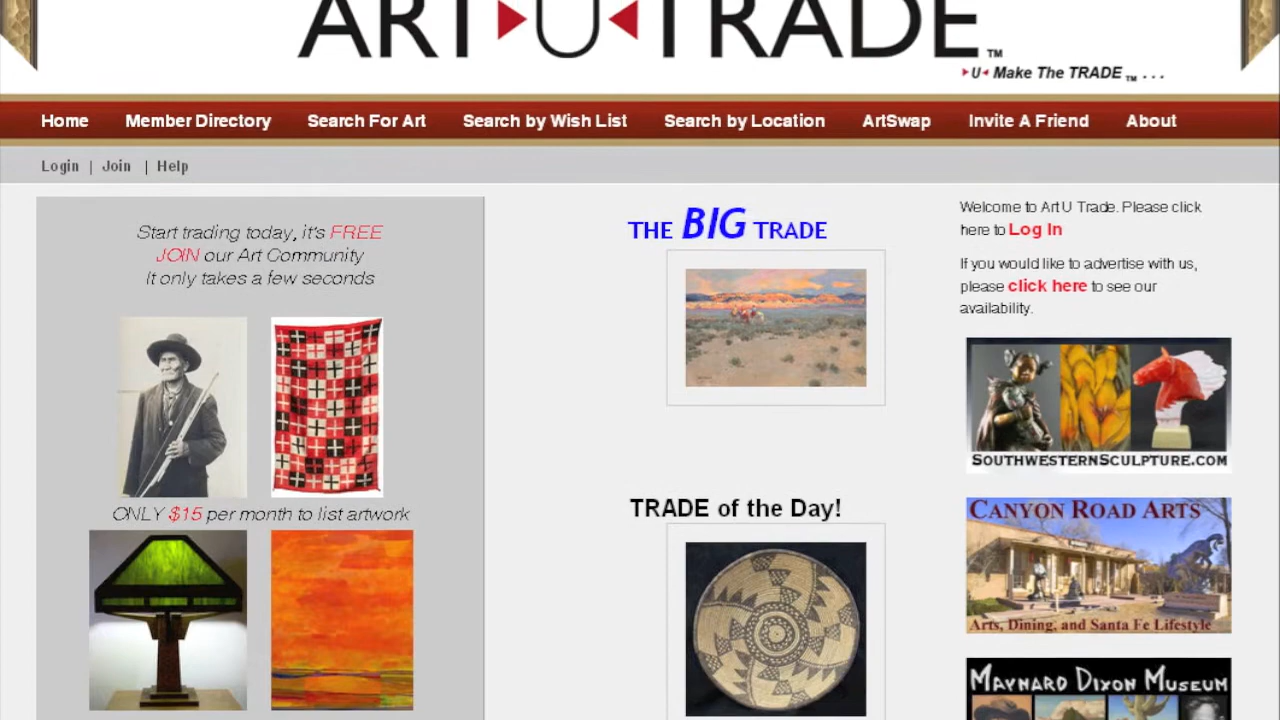 ART U TRADE TM
U Make The TRADE TM ...
Home Member Directory Search For Art Search by Wish List Search by Location ArtSwap Invite A Friend About
Login | Join | Help
Start trading today, it's FREE
JOIN our Art Community
It only takes a few seconds
ONLY $15 per month to list artwork
THE BIG TRADE
TRADE of the Day!
Welcome to Art U Trade. Please click
here to Log In
If you would like to advertise with us,
please click here to see our
availability.
SOUTHWESTERNSCULPTURE.COM
CANYON ROAD ARTS
Arts, Dining, and Santa Fe Lifestyle
MAYNARD DIXON MUSEUM